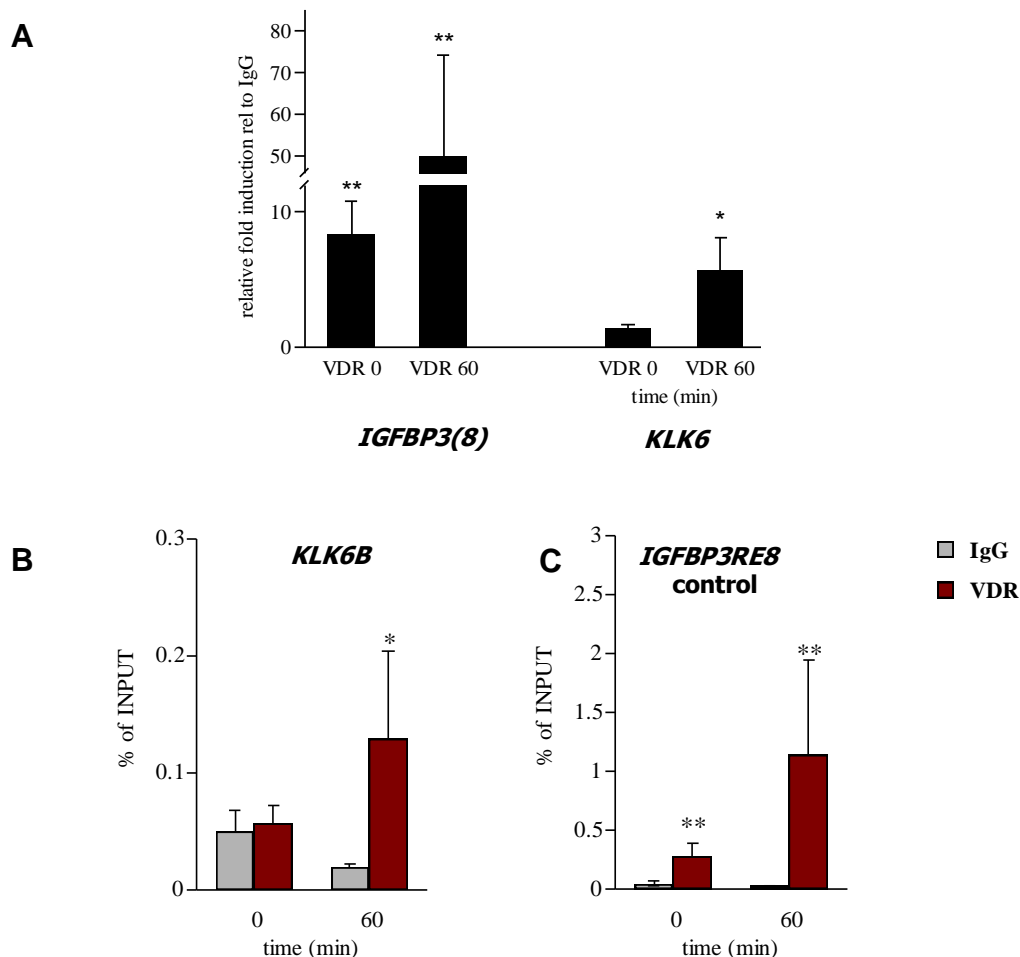 A
relative fold induction rel to IgG
80
70
60
50
10
0
**
**
*
VDR 0 VDR 60 VDR 0 VDR 60
time (min)
IGFBP3(8) KLK6
B
KLK6B
% of INPUT
0.3
0.2
0.1
0
*
0 60
time (min)
C
IGFBP3RE8
control
% of INPUT
3
2.5
2
1.5
1
0.5
0
**
**
0 60
time (min)
IgG
VDR